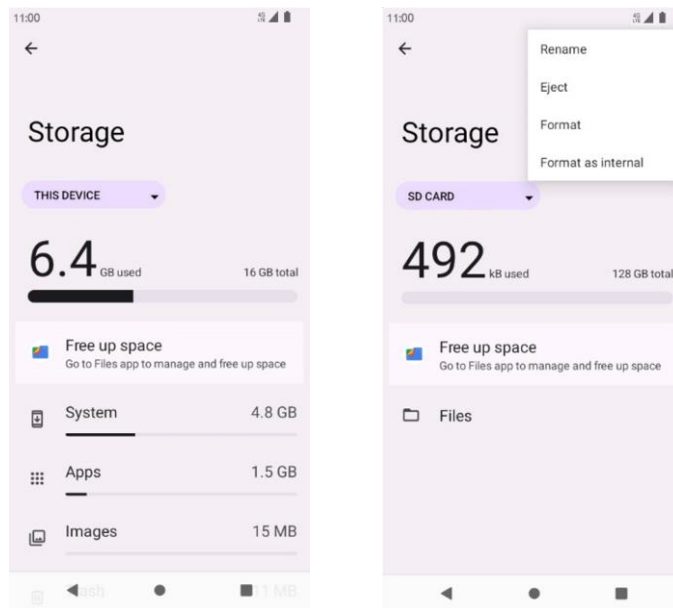 11:00
Storage
THIS DEVICE
6.4 GB used 16 GB total
Free up space
Go to Files app to manage and free up space
System 4.8 GB
Apps 1.5 GB
Images 15 MB
Trash 11 MB
11:00
Rename
Eject
Format
Format as internal
Storage
SD CARD
492 kB used 128 GB total
Free up space
Go to Files app to manage and free up space
Files